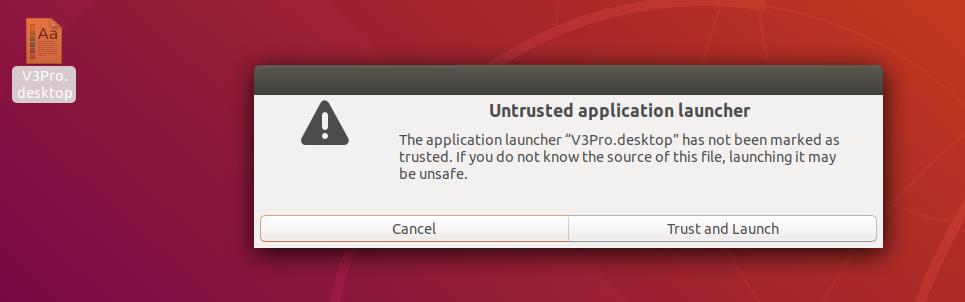 Aa
V3Pro.
desktop
Untrusted application launcher
The application launcher “V3Pro.desktop” has not been marked as
trusted. If you do not know the source of this file, launching it may
be unsafe.
Cancel
Trust and Launch